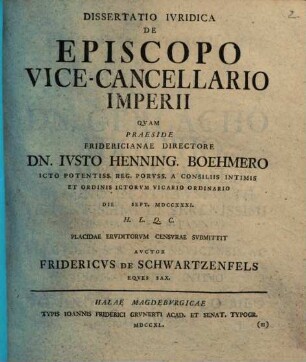 2
DISSERTATIO IVRIDICA
DE
EPISCOPO
VICE-CANCELLARIO
IMPERII
QVAM
PRAESIDE
FRIDERICIANAE DIRECTORE
DN. IVSTO HENNING. BOEHMERO
ICTO POTENTISS. REG. PORVSS. A CONSILIIS INTIMIS
ET ORDINIS ICTORVM VICARIO ORDINARIO
DIE SEPT. MDCCXXXI.
H. L. Q. C.
PLACIDAE ERVDITORVM CENSVRAE SVBMITTIT
AVCTOR
FRIDERICVS DE SCHWARTZENFELS
EQVES SAX.
HALAE MAGDEBVRGICAE
TYPIS IOANNIS FRIDERICI GRVNERTI ACAD. ET SENAT. TYPOGR.
MDCCXL.